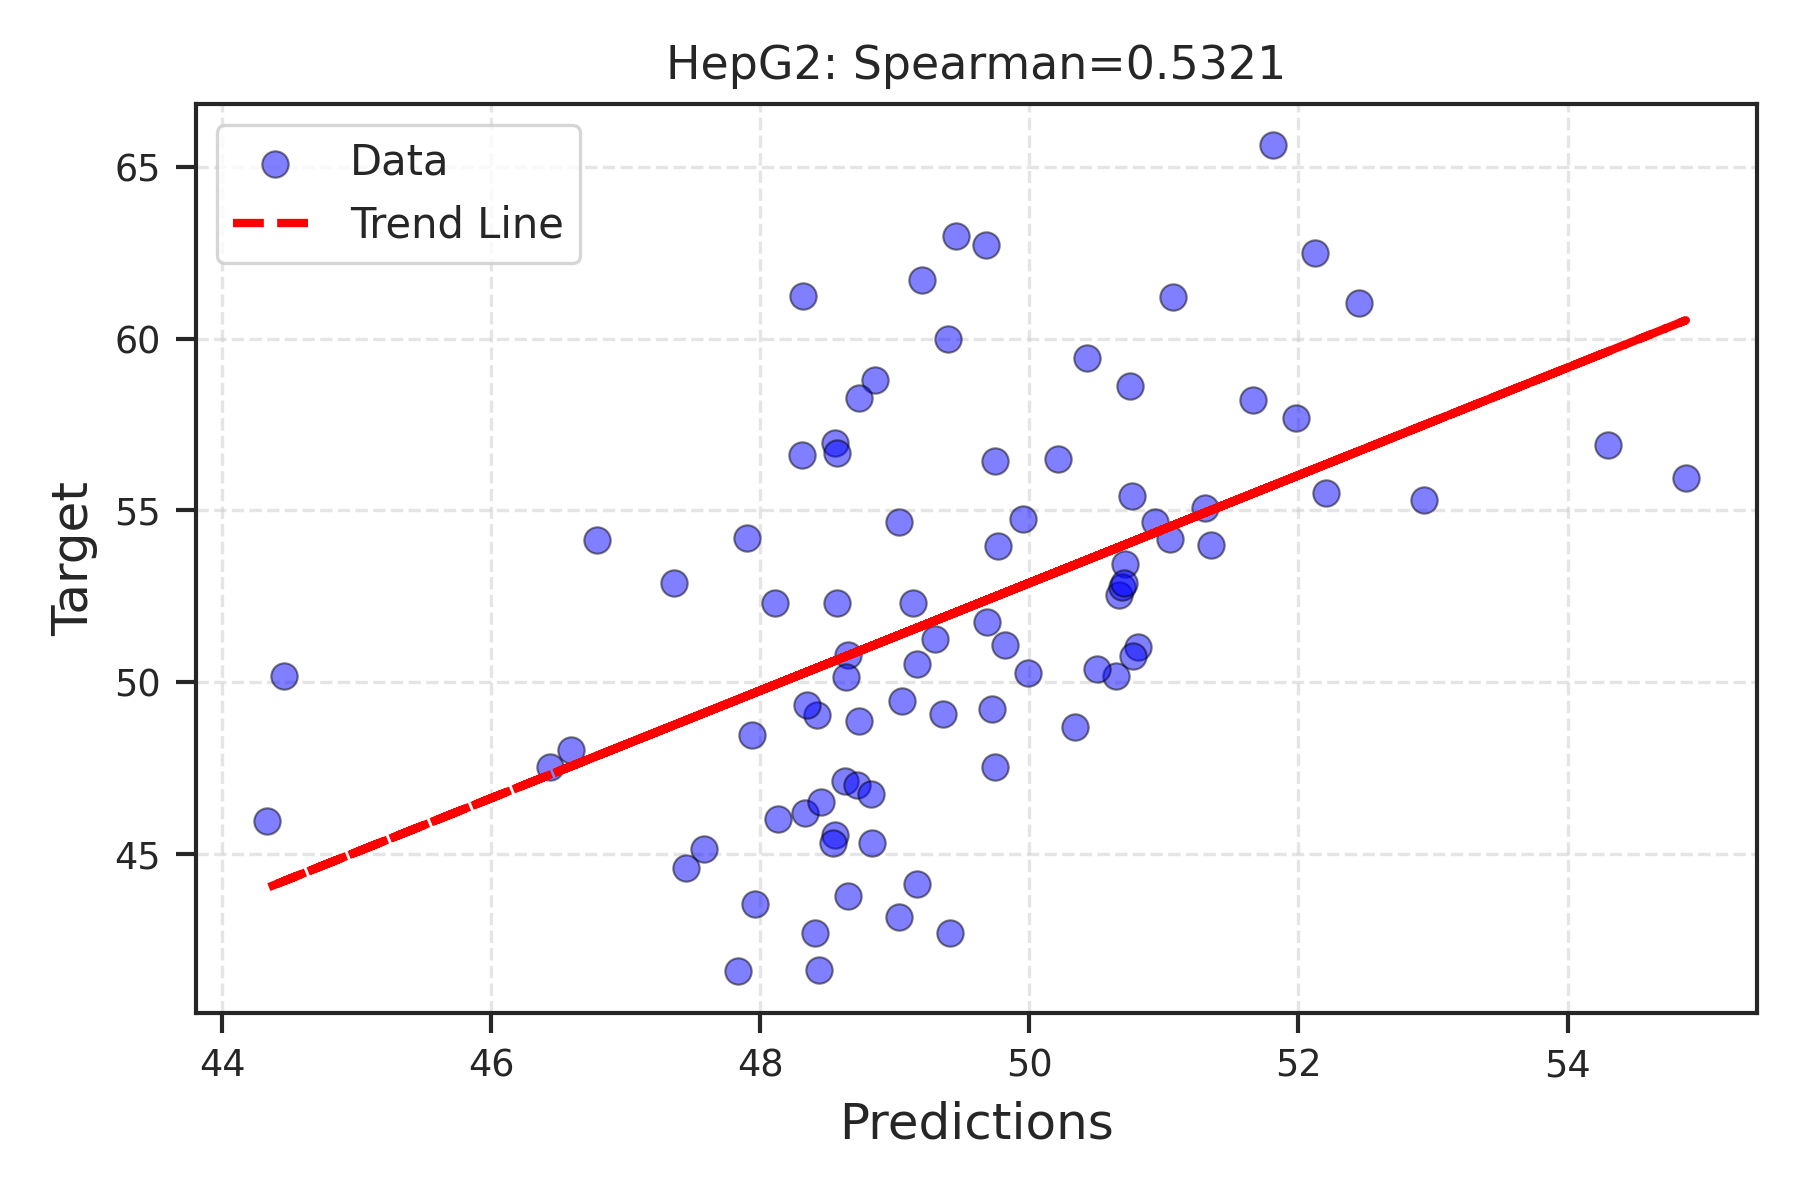 HepG2: Spearman=0.5321
Data
Trend Line
65
60
55
50
45
Target
44 46 48 50 52 54
Predictions